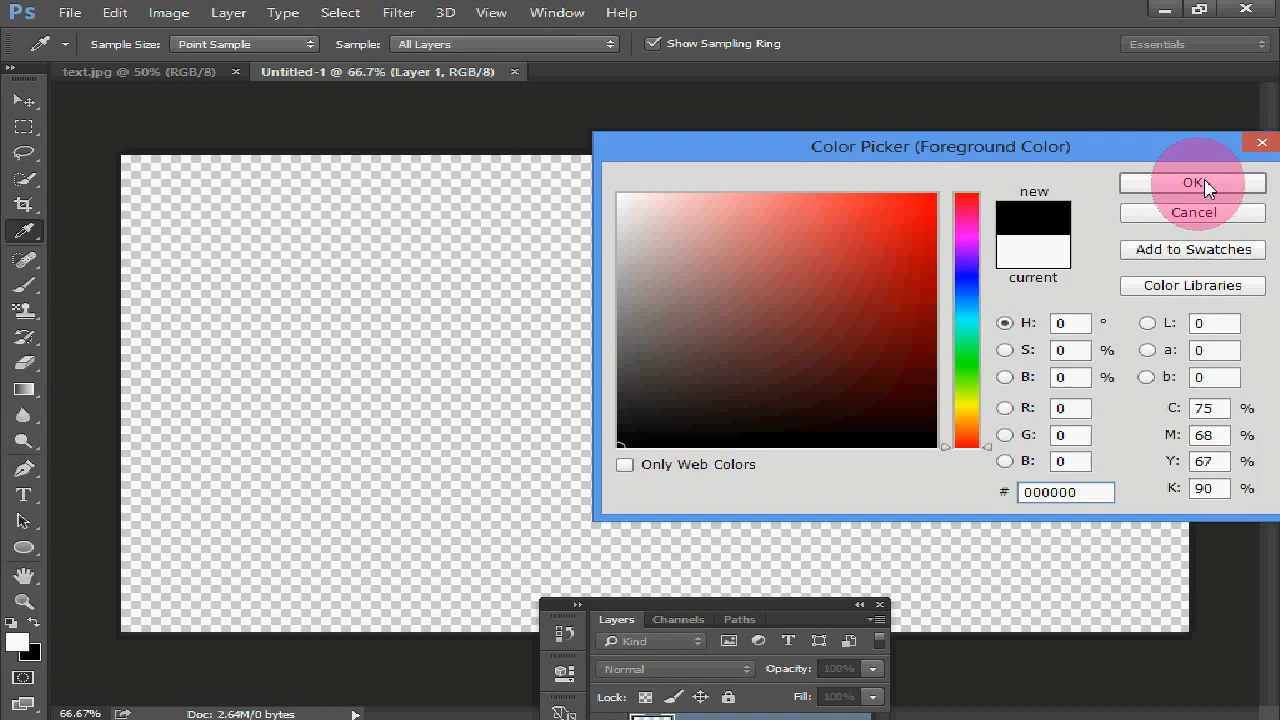 Ps File Edit Image Layer Type Select Filter 3D View Window Help
Sample Size: Point Sample Sample: All Layers Show Sampling Ring Essentials
text.jpg @ 50% (RGB/8) × Untitled-1 @ 66.7% (Layer 1, RGB/8) ×
Color Picker (Foreground Color)
new
OK
Cancel
Add to Swatches
current
Color Libraries
H: 0 ° L: 0
S: 0 % a: 0
B: 0 % b: 0
R: 0 C: 75 %
G: 0 M: 68 %
B: 0 Y: 67 %
Only Web Colors
# 000000 K: 90 %
Layers Channels Paths
Kind
Normal Opacity: 100%
Lock: Fill: 100%
66.67% Doc: 2.64M/0 bytes